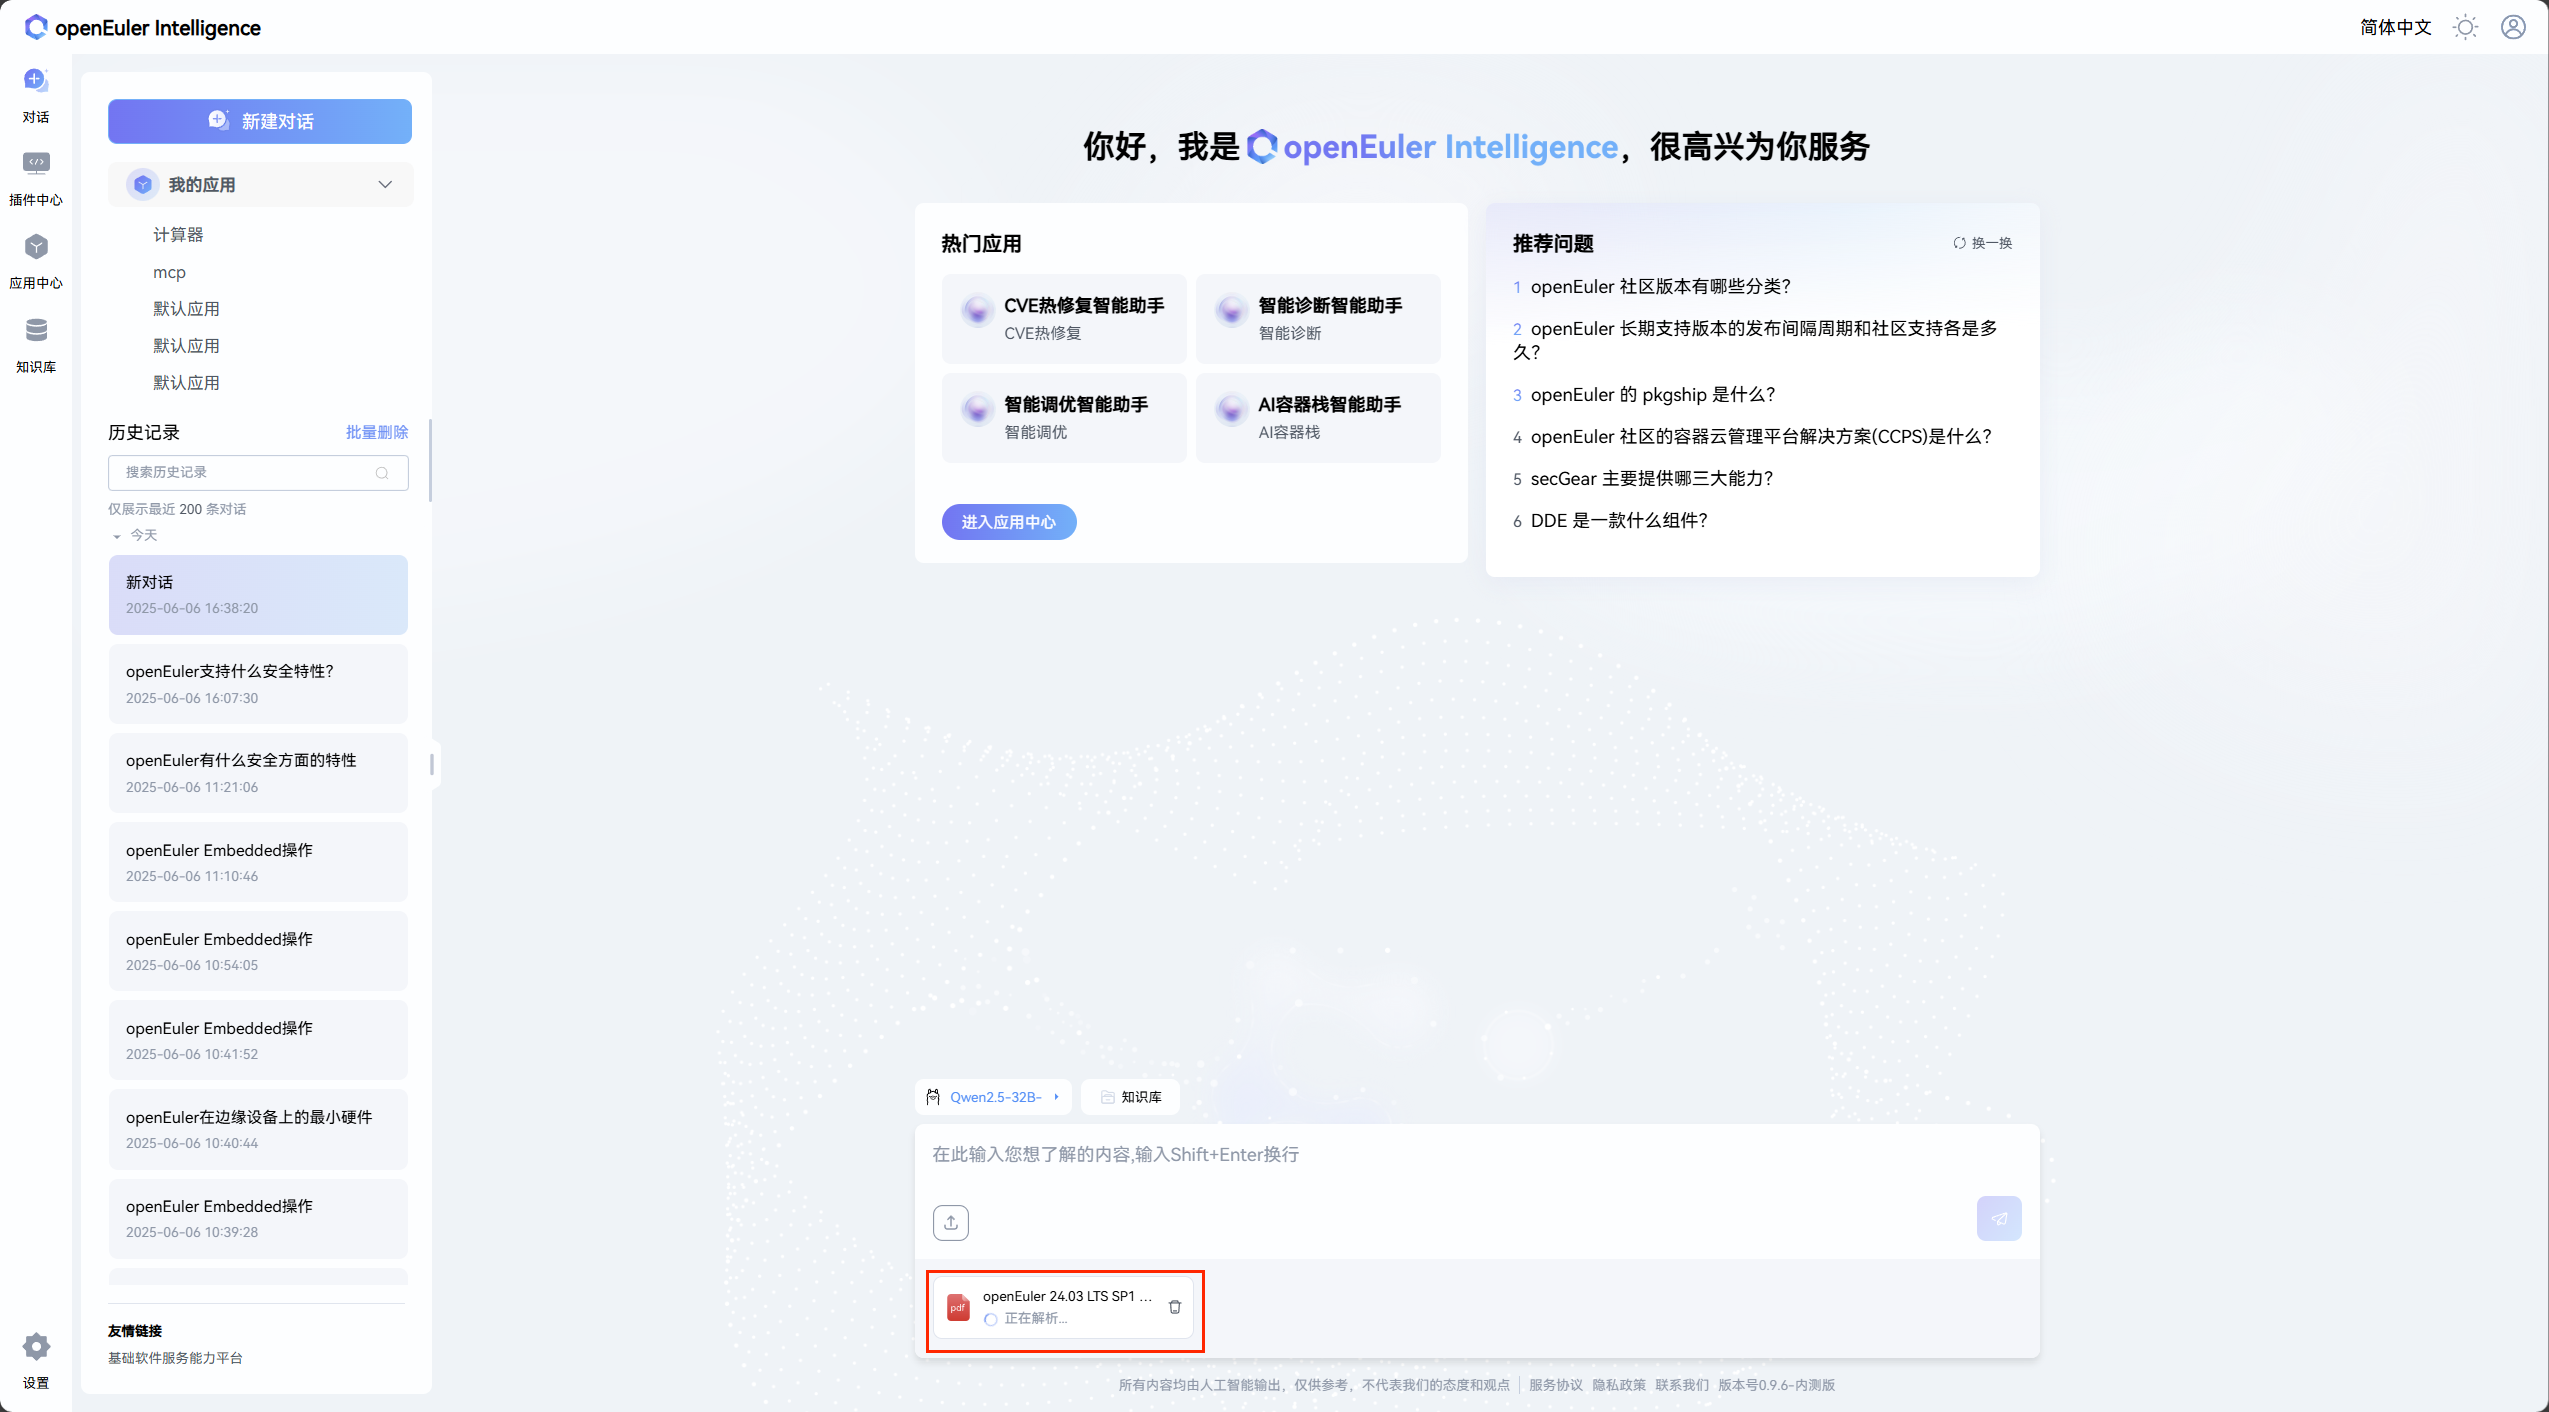 openEuler Intelligence
简体中文
对话
插件中心
应用中心
知识库
设置
新建对话
我的应用
计算器
mcp
默认应用
默认应用
默认应用
历史记录
批量删除
搜索历史记录
仅展示最近 200 条对话
今天
新对话
2025-06-06 16:38:20
openEuler支持什么安全特性?
2025-06-06 16:07:30
openEuler有什么安全方面的特性
2025-06-06 11:21:06
openEuler Embedded操作
2025-06-06 11:10:46
openEuler Embedded操作
2025-06-06 10:54:05
openEuler Embedded操作
2025-06-06 10:41:52
openEuler在边缘设备上的最小硬件
2025-06-06 10:40:44
openEuler Embedded操作
2025-06-06 10:39:28
友情链接
基础软件服务能力平台
你好，我是 openEuler Intelligence，很高兴为你服务
热门应用
CVE热修复智能助手
CVE热修复
智能诊断智能助手
智能诊断
智能调优智能助手
智能调优
AI容器栈智能助手
AI容器栈
进入应用中心
推荐问题
换一换
1 openEuler 社区版本有哪些分类?
2 openEuler 长期支持版本的发布间隔周期和社区支持各是多
久?
3 openEuler 的 pkgship 是什么?
4 openEuler 社区的容器云管理平台解决方案(CCPS)是什么?
5 secGear 主要提供哪三大能力?
6 DDE 是一款什么组件?
Qwen2.5-32B-
知识库
在此输入您想了解的内容,输入Shift+Enter换行
pdf
openEuler 24.03 LTS SP1 ...
正在解析...
所有内容均由人工智能输出，仅供参考，不代表我们的态度和观点 服务协议 隐私政策 联系我们 版本号0.9.6-内测版